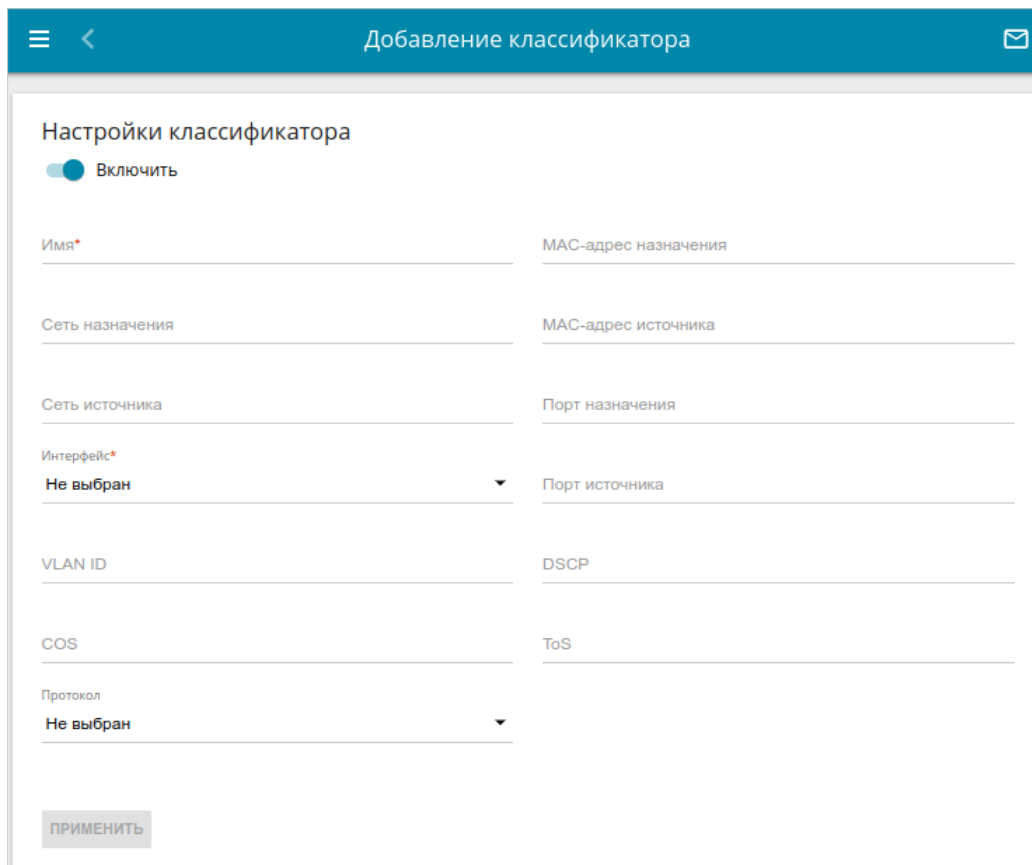 Добавление классификатора
Настройки классификатора
Включить
Имя*
MAC-адрес назначения
Сеть назначения
MAC-адрес источника
Сеть источника
Порт назначения
Интерфейс*
Не выбран
Порт источника
VLAN ID
DSCP
COS
ToS
Протокол
Не выбран
ПРИМЕНИТЬ